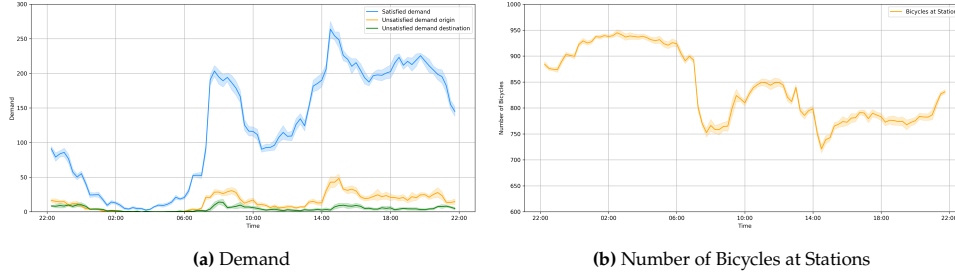 Satisfied demand
Unsatisfied demand origin
Unsatisfied demand destination
300
250
200
150
100
50
0
Demand
22:00 02:00 06:00 10:00 14:00 18:00 22:00
Time
(a) Demand
Bicycles at Stations
1000
950
900
850
800
750
700
650
600
Number of Bicycles
22:00 02:00 06:00 10:00 14:00 18:00 22:00
Time
(b) Number of Bicycles at Stations